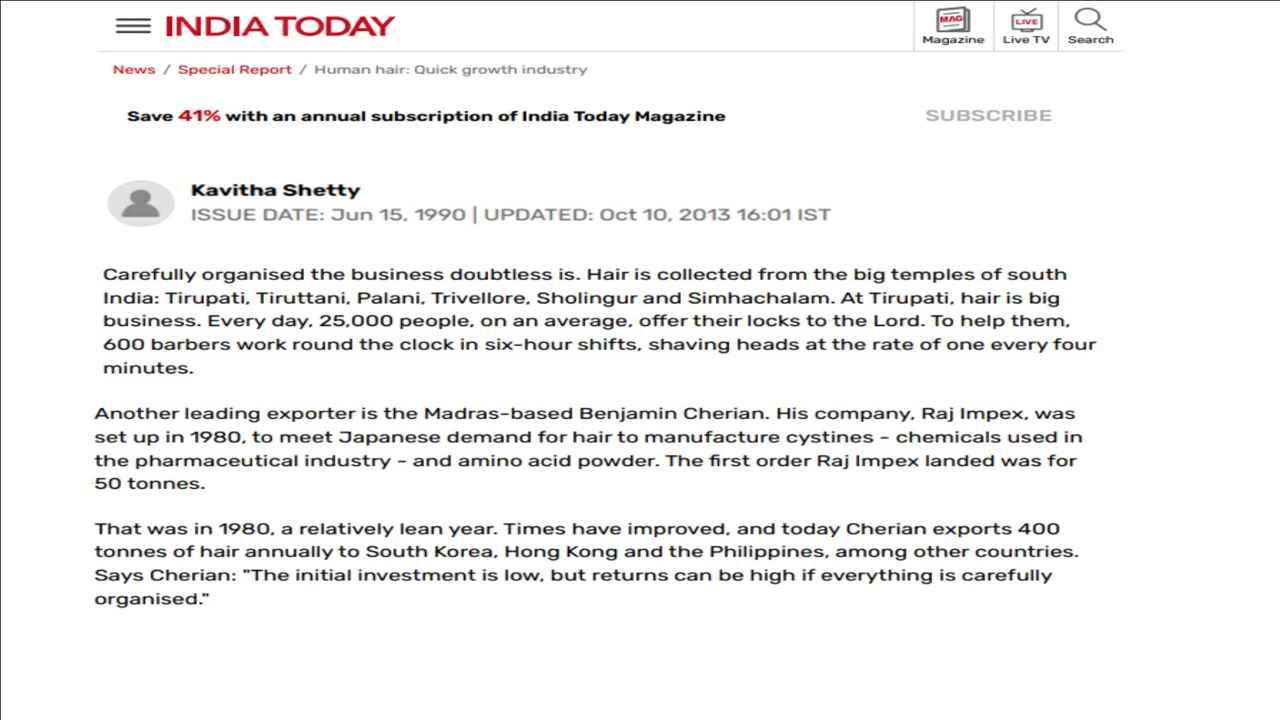 INDIA TODAY
MAG
Magazine
LIVE
Live TV
Search
News / Special Report / Human hair: Quick growth industry
Save 41% with an annual subscription of India Today Magazine
SUBSCRIBE
Kavitha Shetty
ISSUE DATE: Jun 15, 1990 | UPDATED: Oct 10, 2013 16:01 IST
Carefully organised the business doubtless is. Hair is collected from the big temples of south
India: Tirupati, Tiruttani, Palani, Trivellore, Sholingur and Simhachalam. At Tirupati, hair is big
business. Every day, 25,000 people, on an average, offer their locks to the Lord. To help them,
600 barbers work round the clock in six-hour shifts, shaving heads at the rate of one every four
minutes.
Another leading exporter is the Madras-based Benjamin Cherian. His company, Raj Impex, was
set up in 1980, to meet Japanese demand for hair to manufacture cystines - chemicals used in
the pharmaceutical industry - and amino acid powder. The first order Raj Impex landed was for
50 tonnes.
That was in 1980, a relatively lean year. Times have improved, and today Cherian exports 400
tonnes of hair annually to South Korea, Hong Kong and the Philippines, among other countries.
Says Cherian: "The initial investment is low, but returns can be high if everything is carefully
organised."